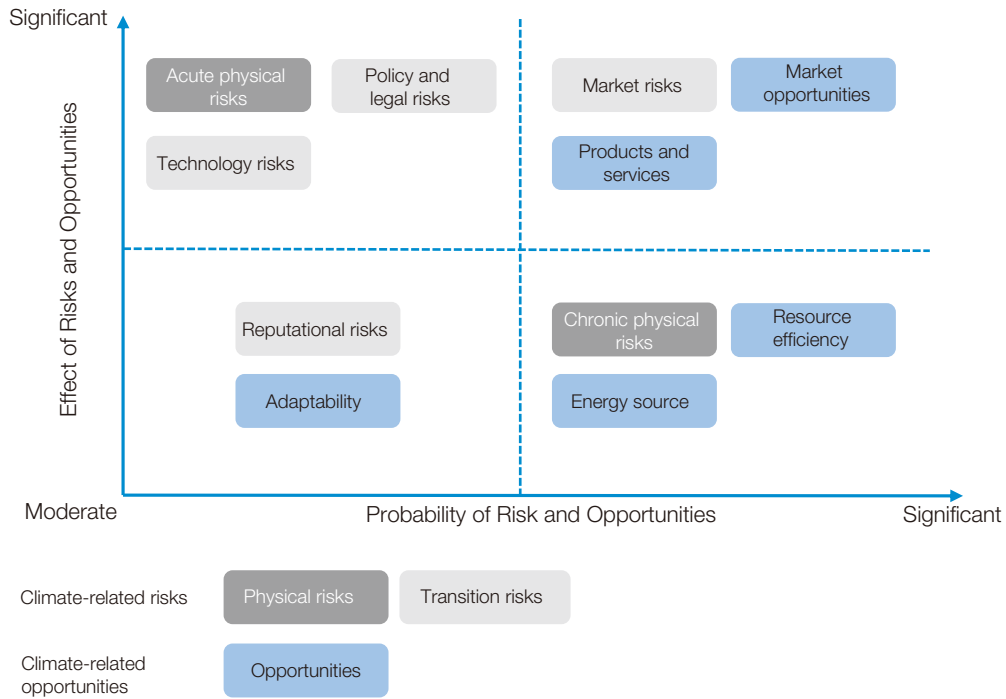 Significant
Effect of Risks and Opportunities
Acute physical
risks
Policy and
legal risks
Market risks
Market
opportunities
Technology risks
Products and
services
Reputational risks
Chronic physical
risks
Resource
efficiency
Adaptability
Energy source
Moderate
Probability of Risk and Opportunities
Significant
Climate-related risks
Physical risks
Transition risks
Climate-related
opportunities
Opportunities